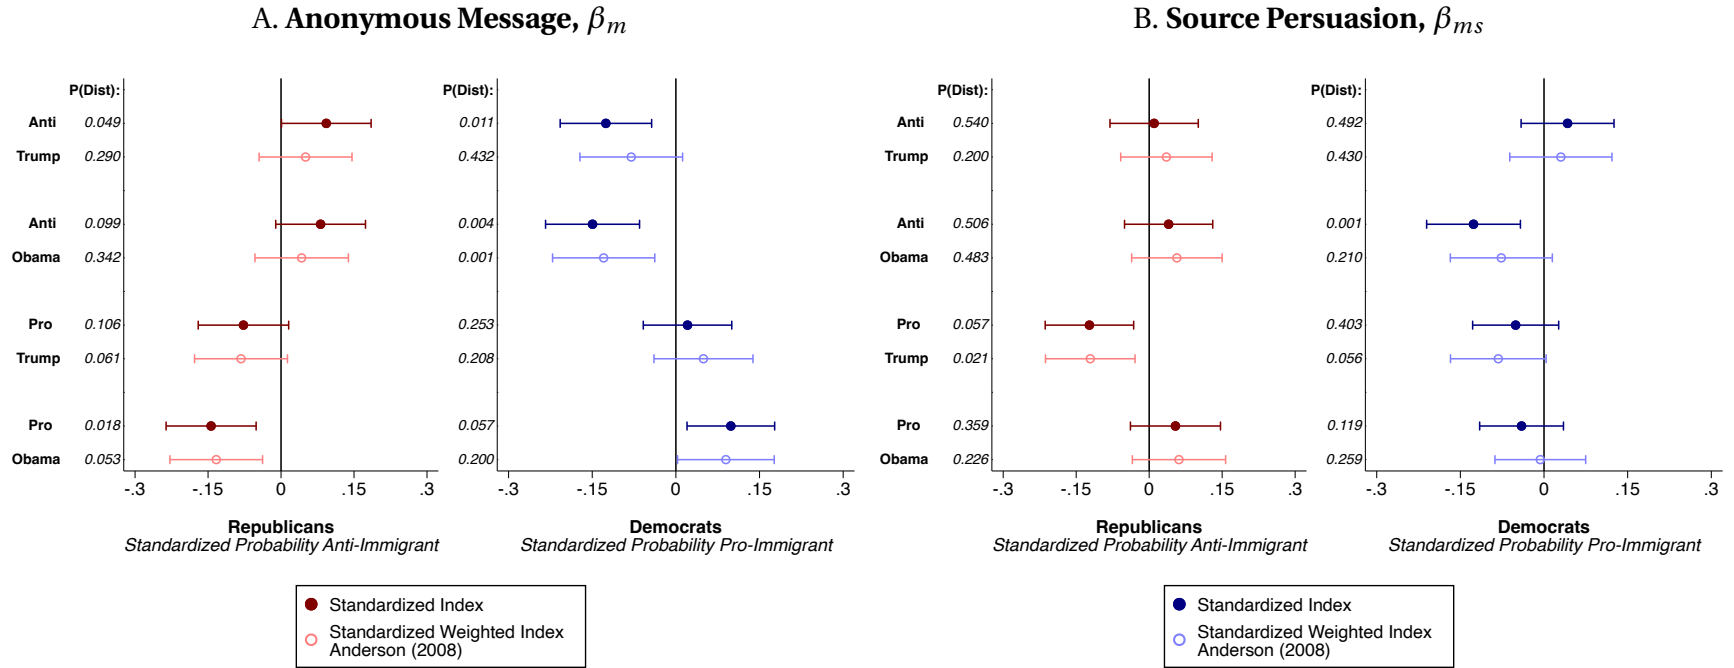 A. Anonymous Message, βm
B. Source Persuasion, βms
P(Dist): P(Dist): P(Dist): P(Dist):
Anti 0.049 0.011 Anti 0.540 0.492
Trump 0.290 0.432 Trump 0.200 0.430
Anti 0.099 0.004 Anti 0.506 0.001
Obama 0.342 0.001 Obama 0.483 0.210
Pro 0.106 0.253 Pro 0.057 0.403
Trump 0.061 0.208 Trump 0.021 0.056
Pro 0.018 0.057 Pro 0.359 0.119
Obama 0.053 0.200 Obama 0.226 0.259
-.3 -.15 0 .15 .3 -.3 -.15 0 .15 .3 -.3 -.15 0 .15 .3 -.3 -.15 0 .15 .3
Republicans Democrats Republicans Democrats
Standardized Probability Anti-Immigrant Standardized Probability Pro-Immigrant Standardized Probability Anti-Immigrant Standardized Probability Pro-Immigrant
Standardized Index
Standardized Weighted Index
Anderson (2008)
Standardized Index
Standardized Weighted Index
Anderson (2008)